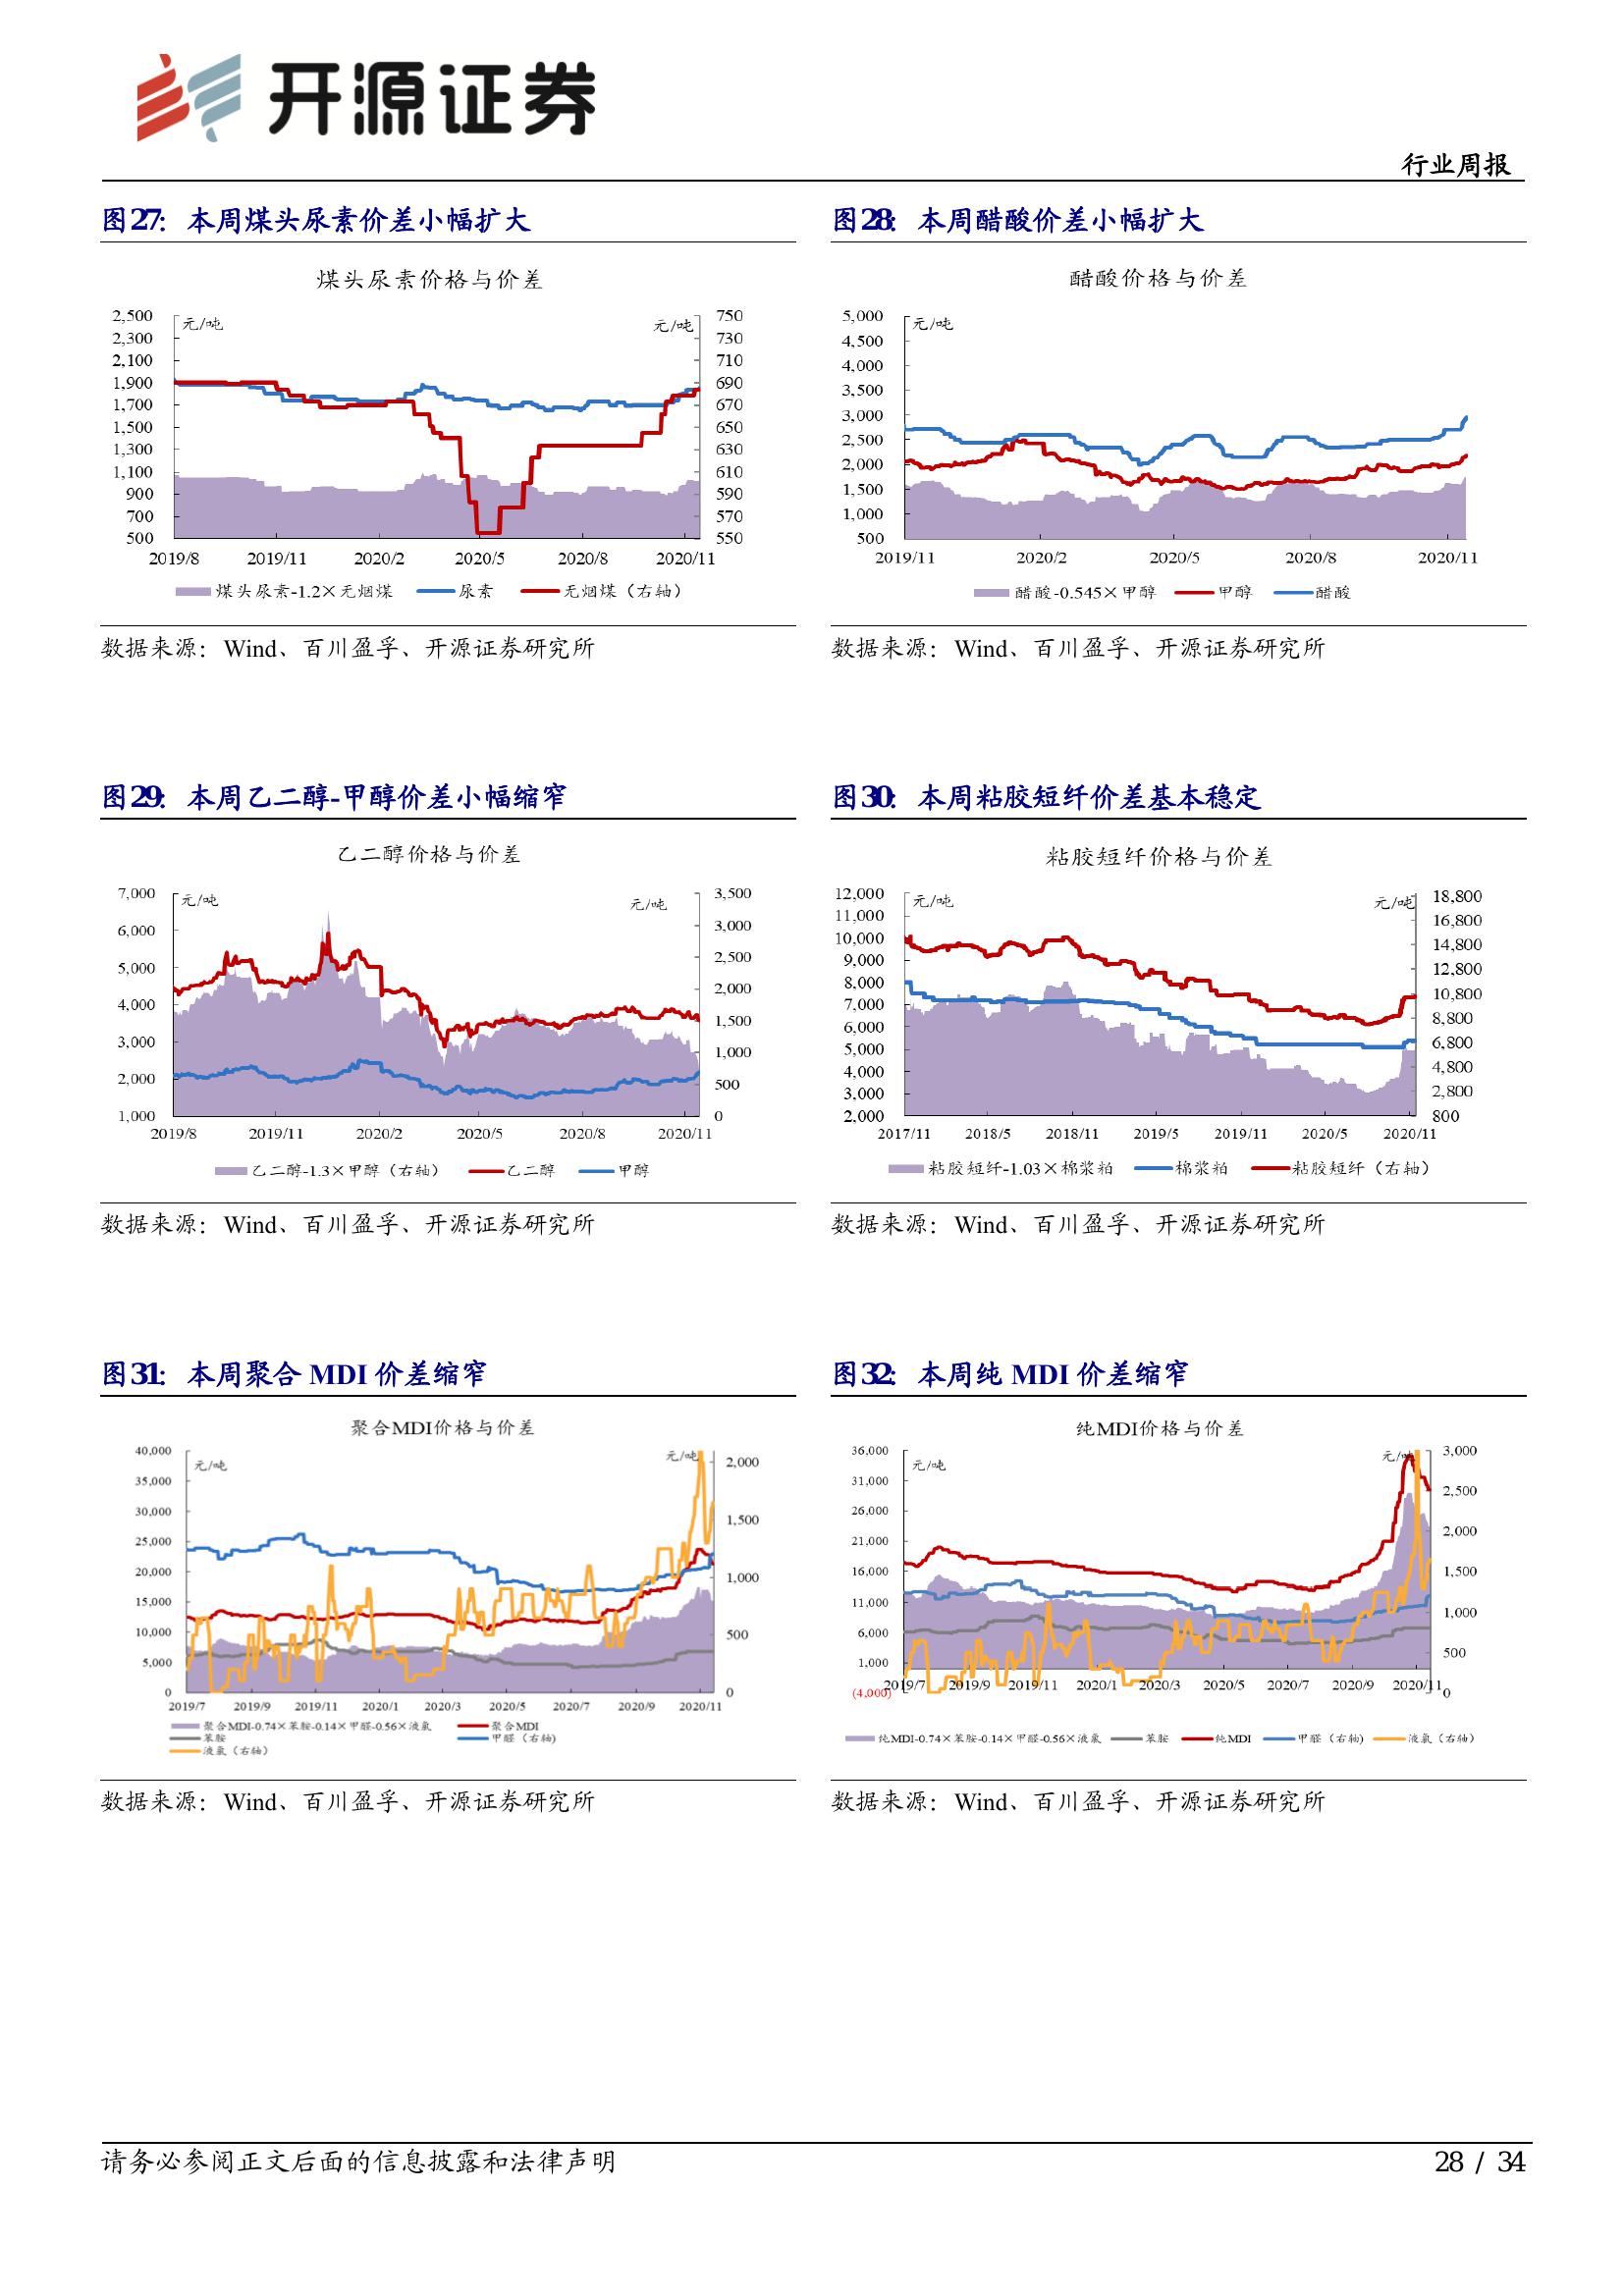 开源证券
行业周报
图27: 本周煤头尿素价差小幅扩大
煤头尿素价格与价差
元/吨
元/吨
2,500
2,300
2,100
1,900
1,700
1,500
1,300
1,100
900
700
500
750
730
710
690
670
650
630
610
590
570
550
2019/8 2019/11 2020/2 2020/5 2020/8 2020/11
煤头尿素-1.2×无烟煤 尿素 无烟煤（右轴）
数据来源：Wind、百川盈孚、开源证券研究所
图28: 本周醋酸价差小幅扩大
醋酸价格与价差
元/吨
5,000
4,500
4,000
3,500
3,000
2,500
2,000
1,500
1,000
500
2019/11 2020/2 2020/5 2020/8 2020/11
醋酸-0.545×甲醇 甲醇 醋酸
数据来源：Wind、百川盈孚、开源证券研究所
图29: 本周乙二醇-甲醇价差小幅缩窄
乙二醇价格与价差
元/吨
元/吨
7,000
6,000
5,000
4,000
3,000
2,000
1,000
3,500
3,000
2,500
2,000
1,500
1,000
500
0
2019/8 2019/11 2020/2 2020/5 2020/8 2020/11
乙二醇-1.3×甲醇（右轴） 乙二醇 甲醇
数据来源：Wind、百川盈孚、开源证券研究所
图30: 本周粘胶短纤价差基本稳定
粘胶短纤价格与价差
元/吨
元/吨
12,000
11,000
10,000
9,000
8,000
7,000
6,000
5,000
4,000
3,000
2,000
18,800
16,800
14,800
12,800
10,800
8,800
6,800
4,800
2,800
800
2017/11 2018/5 2018/11 2019/5 2019/11 2020/5 2020/11
粘胶短纤-1.03×棉浆粕 棉浆粕 粘胶短纤（右轴）
数据来源：Wind、百川盈孚、开源证券研究所
图31: 本周聚合 MDI 价差缩窄
聚合MDI价格与价差
元/吨
元/吨
40,000
35,000
30,000
25,000
20,000
15,000
10,000
5,000
0
2,000
1,500
1,000
500
0
2019/7 2019/9 2019/11 2020/1 2020/3 2020/5 2020/7 2020/9 2020/11
聚合MDI-0.74×苯胺-0.14×甲醛-0.56×液氯 聚合MDI
苯胺 甲醛（右轴)
液氯（右轴）
数据来源：Wind、百川盈孚、开源证券研究所
图32: 本周纯 MDI 价差缩窄
纯MDI价格与价差
元/吨
元/吨
36,000
31,000
26,000
21,000
16,000
11,000
6,000
1,000
(4,000)
3,000
2,500
2,000
1,500
1,000
500
0
2019/7 2019/9 2019/11 2020/1 2020/3 2020/5 2020/7 2020/9 2020/11
纯MDI-0.74×苯胺-0.14×甲醛-0.56×液氯 苯胺 纯MDI 甲醛（右轴) 液氯（右轴）
数据来源：Wind、百川盈孚、开源证券研究所
请务必参阅正文后面的信息披露和法律声明
28 / 34